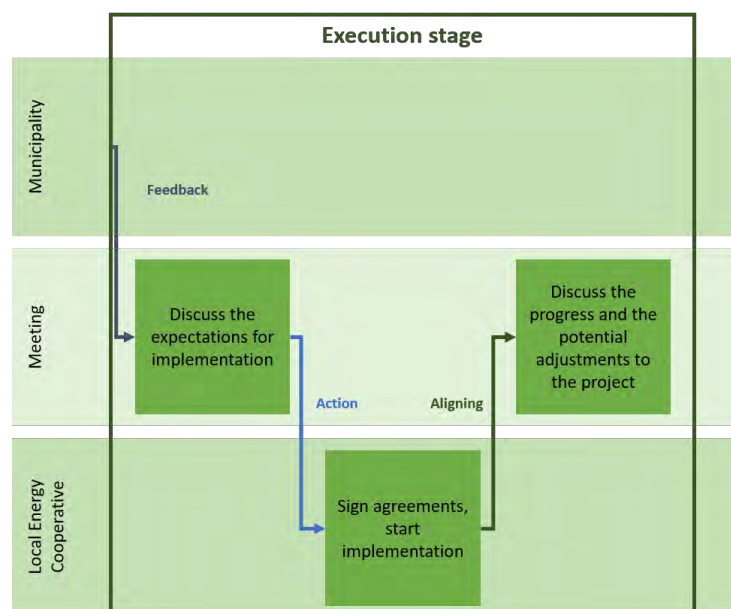 Execution stage
Municipality
Feedback
Meeting
Discuss the
expectations for
implementation
Discuss the
progress and the
potential
adjustments to
the project
Action
Aligning
Local Energy
Cooperative
Sign agreements,
start
implementation